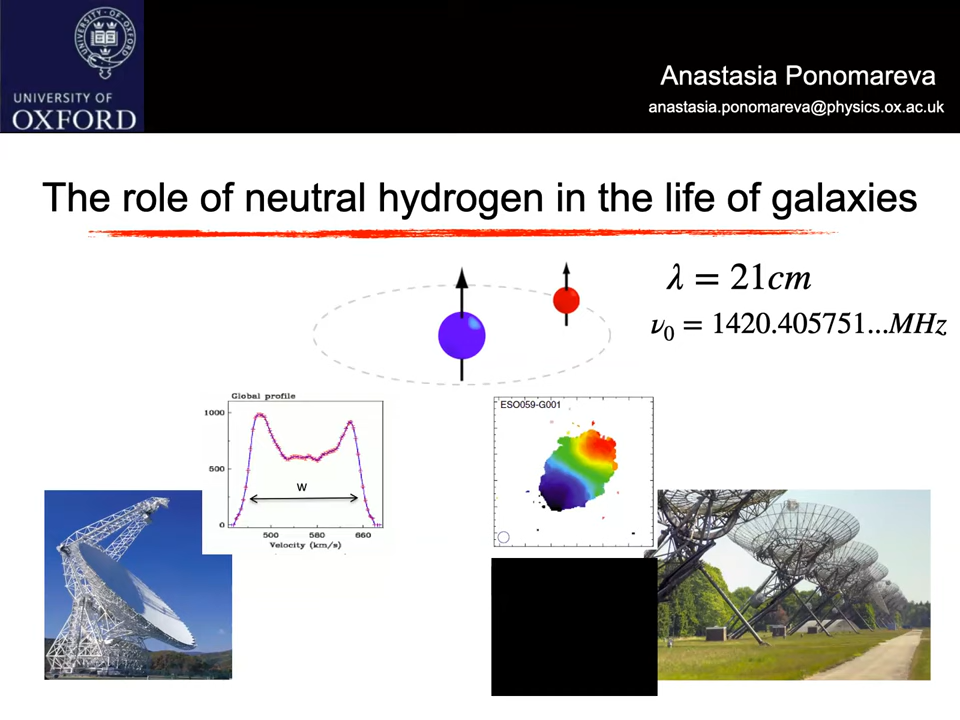 UNIVERSITY OF
OXFORD
Anastasia Ponomareva
anastasia.ponomareva@physics.ox.ac.uk
The role of neutral hydrogen in the life of galaxies
λ = 21cm
ν₀ = 1420.405751...MHz
Global profile
1000
500
0
W
500 580 660
Velocity (km/s)
ESO059-G001